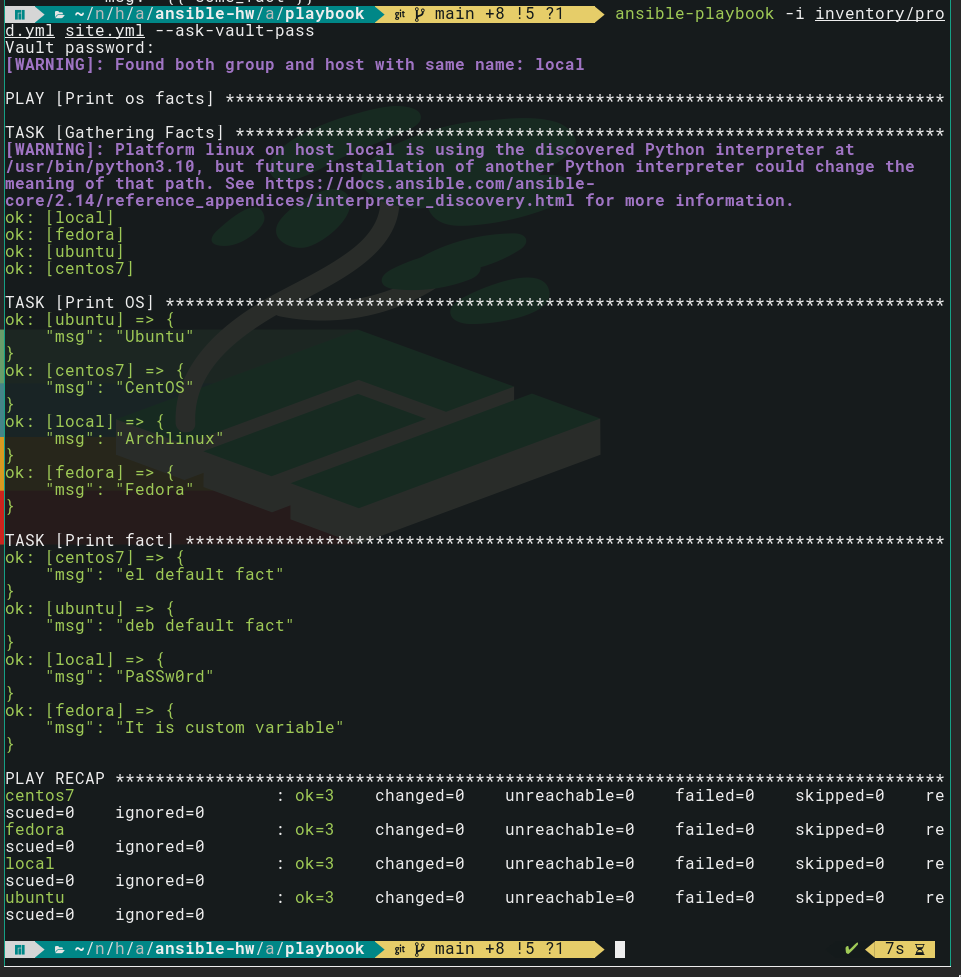 ~/n/h/a/ansible-hw/a/playbook git main +8 !5 ?1 ansible-playbook -i inventory/pro
d.yml site.yml --ask-vault-pass
Vault password:
[WARNING]: Found both group and host with same name: local
PLAY [Print os facts] ************************************************************************
TASK [Gathering Facts] ***********************************************************************
[WARNING]: Platform linux on host local is using the discovered Python interpreter at
/usr/bin/python3.10, but future installation of another Python interpreter could change the
meaning of that path. See https://docs.ansible.com/ansible-
core/2.14/reference_appendices/interpreter_discovery.html for more information.
ok: [local]
ok: [fedora]
ok: [ubuntu]
ok: [centos7]
TASK [Print OS] ******************************************************************************
ok: [ubuntu] => {
    "msg": "Ubuntu"
}
ok: [centos7] => {
    "msg": "CentOS"
}
ok: [local] => {
    "msg": "Archlinux"
}
ok: [fedora] => {
    "msg": "Fedora"
}
TASK [Print fact] ****************************************************************************
ok: [centos7] => {
    "msg": "el default fact"
}
ok: [ubuntu] => {
    "msg": "deb default fact"
}
ok: [local] => {
    "msg": "PaSSw0rd"
}
ok: [fedora] => {
    "msg": "It is custom variable"
}
PLAY RECAP ***********************************************************************************
centos7                    : ok=3    changed=0    unreachable=0    failed=0    skipped=0    re
scued=0    ignored=0
fedora                     : ok=3    changed=0    unreachable=0    failed=0    skipped=0    re
scued=0    ignored=0
local                      : ok=3    changed=0    unreachable=0    failed=0    skipped=0    re
scued=0    ignored=0
ubuntu                     : ok=3    changed=0    unreachable=0    failed=0    skipped=0    re
scued=0    ignored=0
~/n/h/a/ansible-hw/a/playbook git main +8 !5 ?1 ✔ 7s